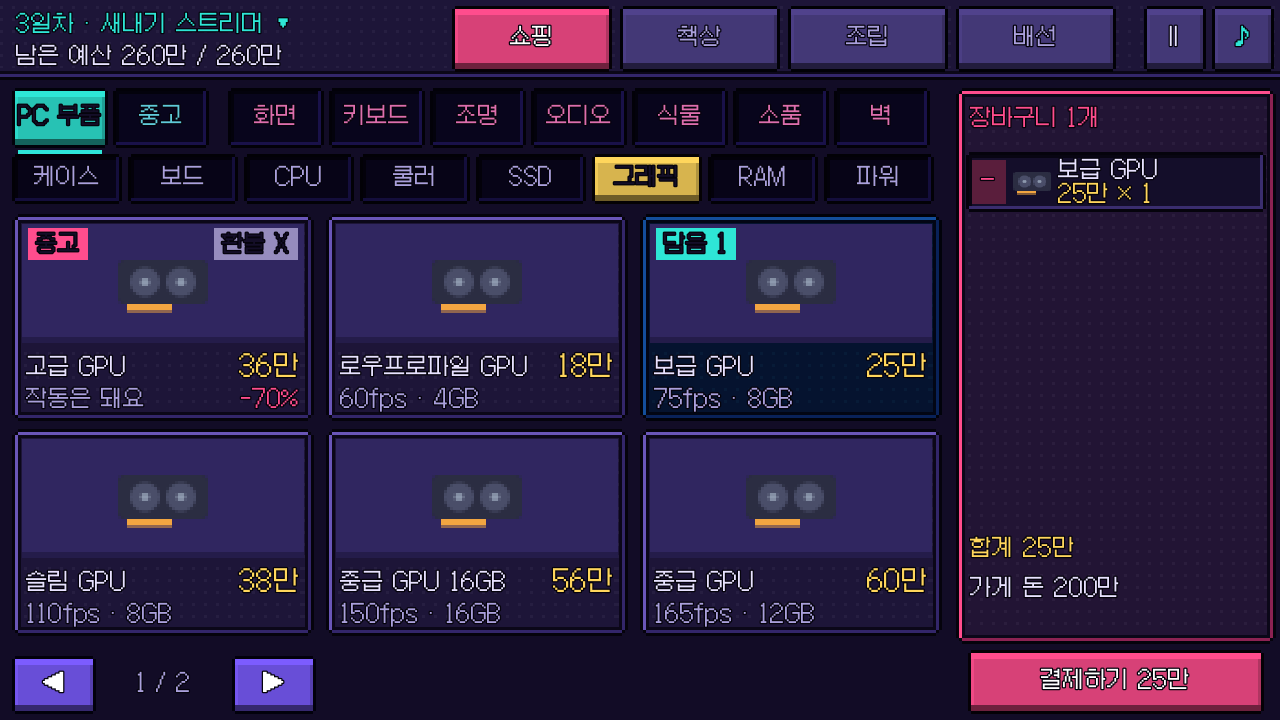 3일차 · 새내기 스트리머 ▼
남은 예산 260만 / 260만
쇼핑
책상
조립
배선
PC 부품
중고
화면
키보드
조명
오디오
식물
소품
벽
케이스
보드
CPU
쿨러
SSD
그래픽
RAM
파워
중고
환불 X
고급 GPU
36만
작동은 돼요
-70%
로우프로파일 GPU
18만
60fps · 4GB
담음 1
보급 GPU
25만
75fps · 8GB
슬림 GPU
38만
110fps · 8GB
중급 GPU 16GB
56만
150fps · 16GB
중급 GPU
60만
165fps · 12GB
1 / 2
장바구니 1개
보급 GPU
25만 × 1
합계 25만
가게 돈 200만
결제하기 25만